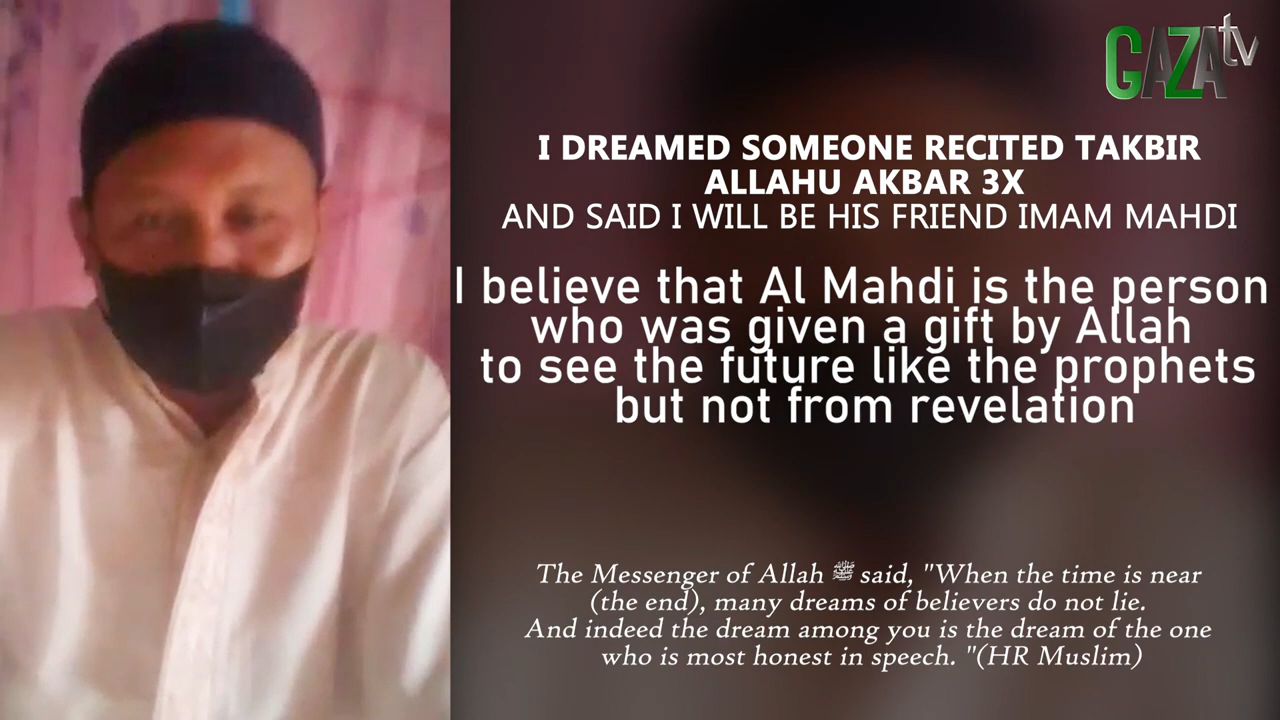 GAZA tv
I DREAMED SOMEONE RECITED TAKBIR
ALLAHU AKBAR 3X
AND SAID I WILL BE HIS FRIEND IMAM MAHDI
I believe that Al Mahdi is the person
who was given a gift by Allah
to see the future like the prophets
but not from revelation
The Messenger of Allah ﷺ said, "When the time is near
(the end), many dreams of believers do not lie.
And indeed the dream among you is the dream of the one
who is most honest in speech. "(HR Muslim)